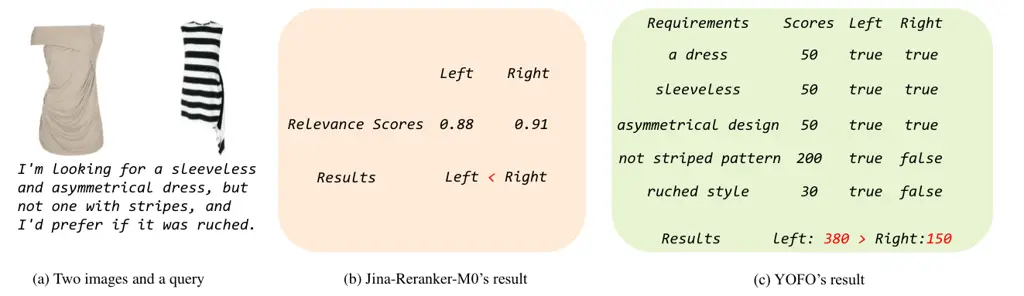 I'm looking for a sleeveless
and asymmetrical dress, but
not one with stripes, and
I'd prefer if it was ruched.
(a) Two images and a query
Left Right
Relevance Scores 0.88 0.91
Results Left < Right
(b) Jina-Reranker-M0's result
Requirements Scores Left Right
a dress 50 true true
sleeveless 50 true true
asymmetrical design 50 true true
not striped pattern 200 true false
ruched style 30 true false
Results Left: 380 > Right:150
(c) YOFO's result